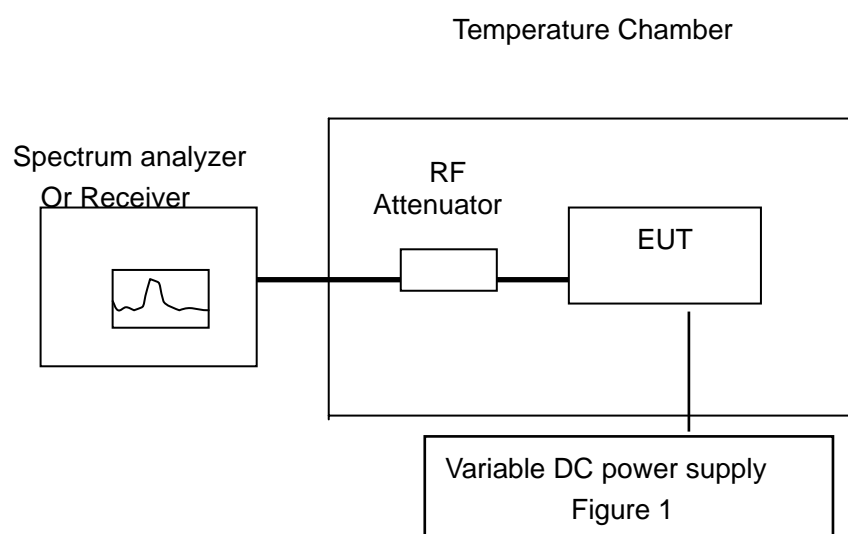 Temperature Chamber
Spectrum analyzer
Or Receiver
RF
Attenuator
EUT
Variable DC power supply
Figure 1